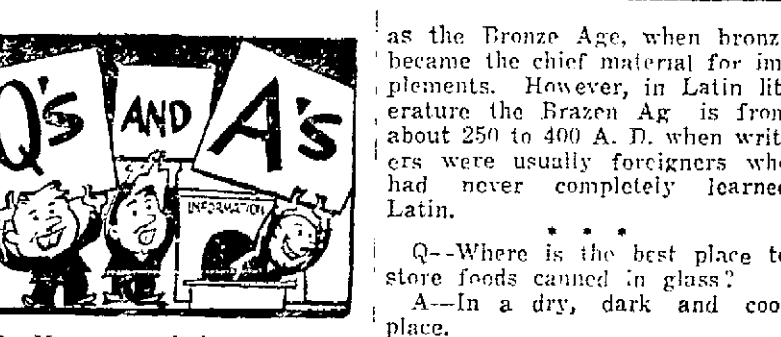 Q's AND A's
INFORMATION
as the Bronze Age, when bronz
became the chief material for im
plements. However, in Latin lit
erature the Brazen Ag is from
about 250 to 400 A. D. when writ
ers were usually foreigners who
had never completely learned
Latin.
* * *
Q--Where is the best place to
store foods canned in glass?
A--In a dry, dark and coo
place.